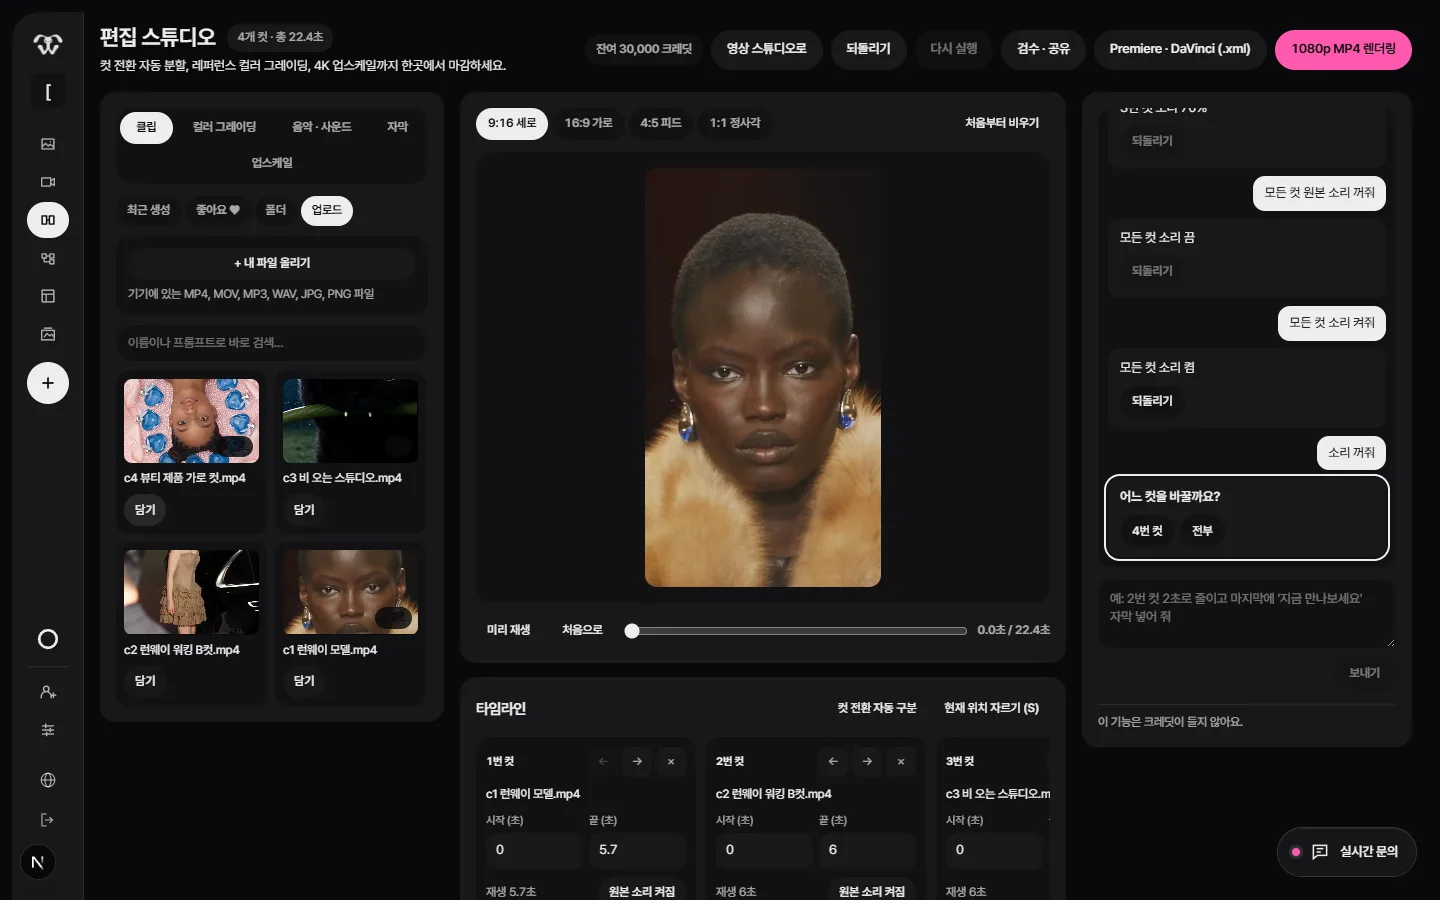 편집 스튜디오
4개 컷 · 총 22.4초
컷 전환 자동 분할, 레퍼런스 컬러 그레이딩, 4K 업스케일까지 한곳에서 마감하세요.
잔여 30,000 크레딧
영상 스튜디오로
되돌리기
다시 실행
검수 · 공유
Premiere · DaVinci (.xml)
1080p MP4 렌더링
[
클립
컬러 그레이딩
음악 · 사운드
자막
업스케일
최근 생성
좋아요 ♥
폴더
업로드
+ 내 파일 올리기
기기에 있는 MP4, MOV, MP3, WAV, JPG, PNG 파일
이름이나 프롬프트로 바로 검색...
c4 뷰티 제품 가로 컷.mp4
담기
c3 비 오는 스튜디오.mp4
담기
c2 런웨이 워킹 B컷.mp4
담기
c1 런웨이 모델.mp4
담기
9:16 세로
16:9 가로
4:5 피드
1:1 정사각
처음부터 비우기
미리 재생
처음으로
0.0초 / 22.4초
타임라인
컷 전환 자동 구분
현재 위치 자르기 (S)
1번 컷
← → ×
c1 런웨이 모델.mp4
시작 (초)
끝 (초)
0
5.7
재생 5.7초
원본 소리 켜짐
2번 컷
← → ×
c2 런웨이 워킹 B컷.mp4
시작 (초)
끝 (초)
0
6
재생 6초
원본 소리 켜짐
3번 컷
c3 비 오는 스튜디오.m
시작 (초)
0
재생 6초
3번 컷 소리 70%
되돌리기
모든 컷 원본 소리 꺼줘
모든 컷 소리 끔
되돌리기
모든 컷 소리 켜줘
모든 컷 소리 켬
되돌리기
소리 꺼줘
어느 컷을 바꿀까요?
4번 컷
전부
예: 2번 컷 2초로 줄이고 마지막에 '지금 만나보세요'
자막 넣어 줘
보내기
이 기능은 크레딧이 들지 않아요.
실시간 문의
N